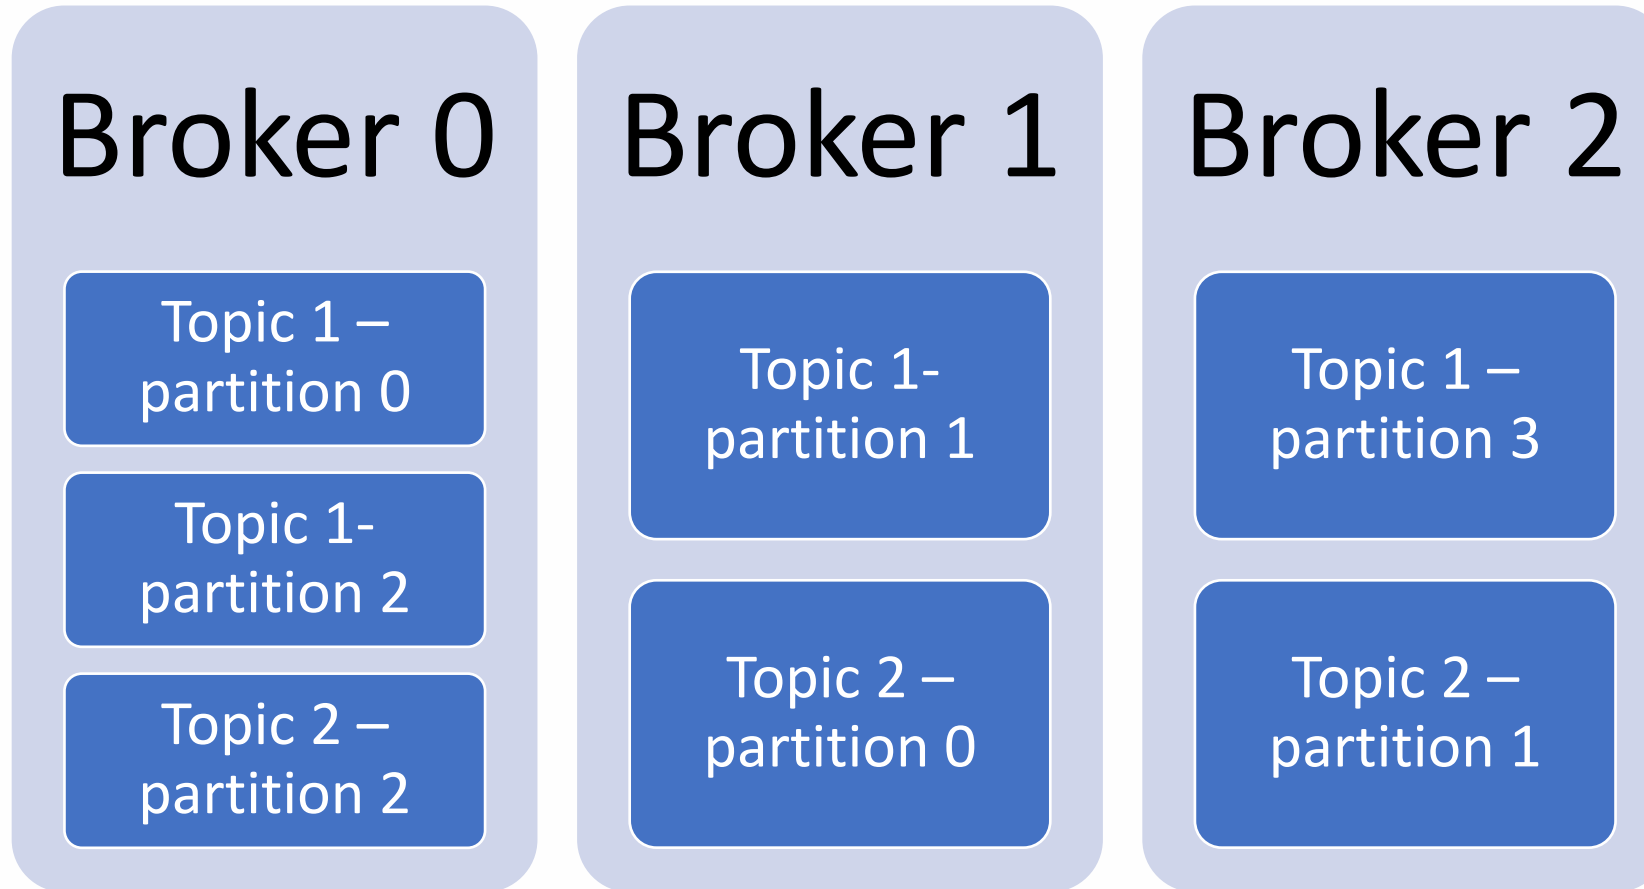 Broker 0
Topic 1 –
partition 0
Topic 1-
partition 2
Topic 2 –
partition 2
Broker 1
Topic 1-
partition 1
Topic 2 –
partition 0
Broker 2
Topic 1 –
partition 3
Topic 2 –
partition 1